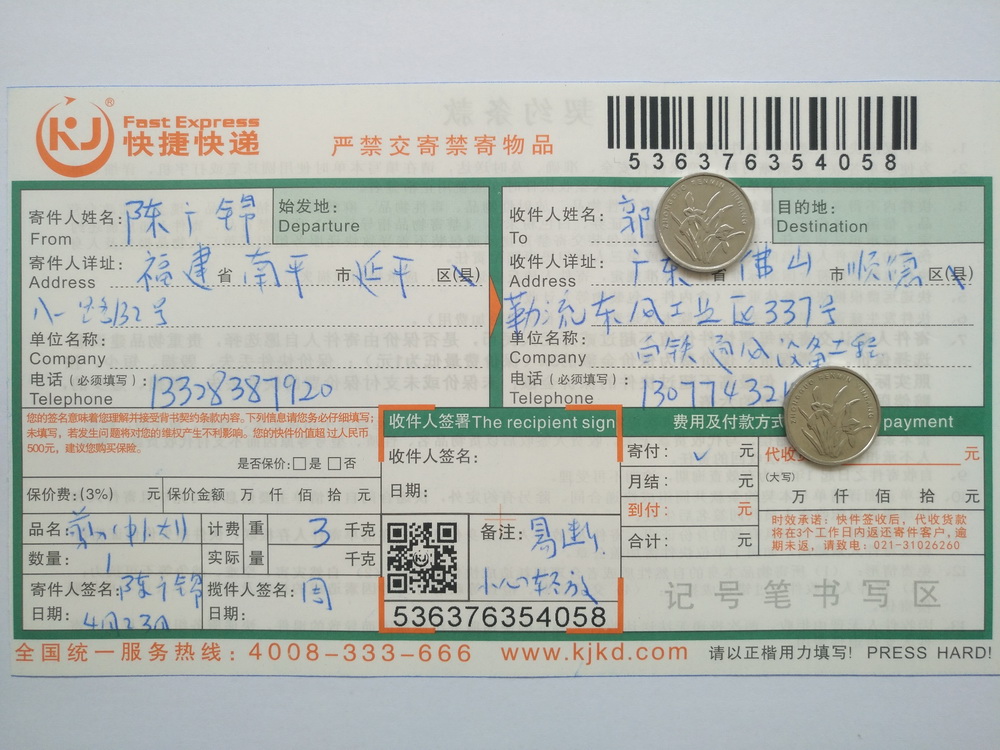 KJ®
Fast Express
快捷快递
严禁交寄禁寄物品
536376354058
寄件人姓名: 陈广锦
From
始发地:
Departure
寄件人详址: 福建省南平市延平区(县)
Address
八一路132号
单位名称:
Company
电话(必须填写): 13328387920
Telephone
收件人姓名: 郭
To
目的地:
Destination
收件人详址: 广东 佛山市顺德区(县)
Address
勒流东风工业区337号
单位名称: 百铁通风设备工程
Company
电话(必须填写): 130774324
Telephone
您的签名意味着您理解并接受背书契约条款内容。下列信息请您务必仔细填写;
未填写,若发生问题将对您的维权产生不利影响。您的快件价值超过人民币
500元,建议您购买保险。
是否保价:□是 □否
保价费:(3%) 元 保价金额 万 仟 佰 拾 元
品名:
计费重 3 千克
数量: 1
实际重量 千克
寄件人签名: 陈广锦
日期: 4月23日
揽件人签名: 周
日期:
收件人签署The recipient sign
收件人签名:
日期:
备注: 易断
小心轻放
536376354058
费用及付款方式 payment
寄付: ✓ 元
月结: 元
到付: 元
合计: 元
代收 元
(大写)
万 仟 佰 拾 元
时效承诺:快件签收后,代收货款
将在3个工作日内返还寄件客户,逾
期未返,请致电:021-31026260
记号笔书写区
全国统一服务热线:4008-333-666 www.kjkd.com 请以正楷用力填写! PRESS HARD!